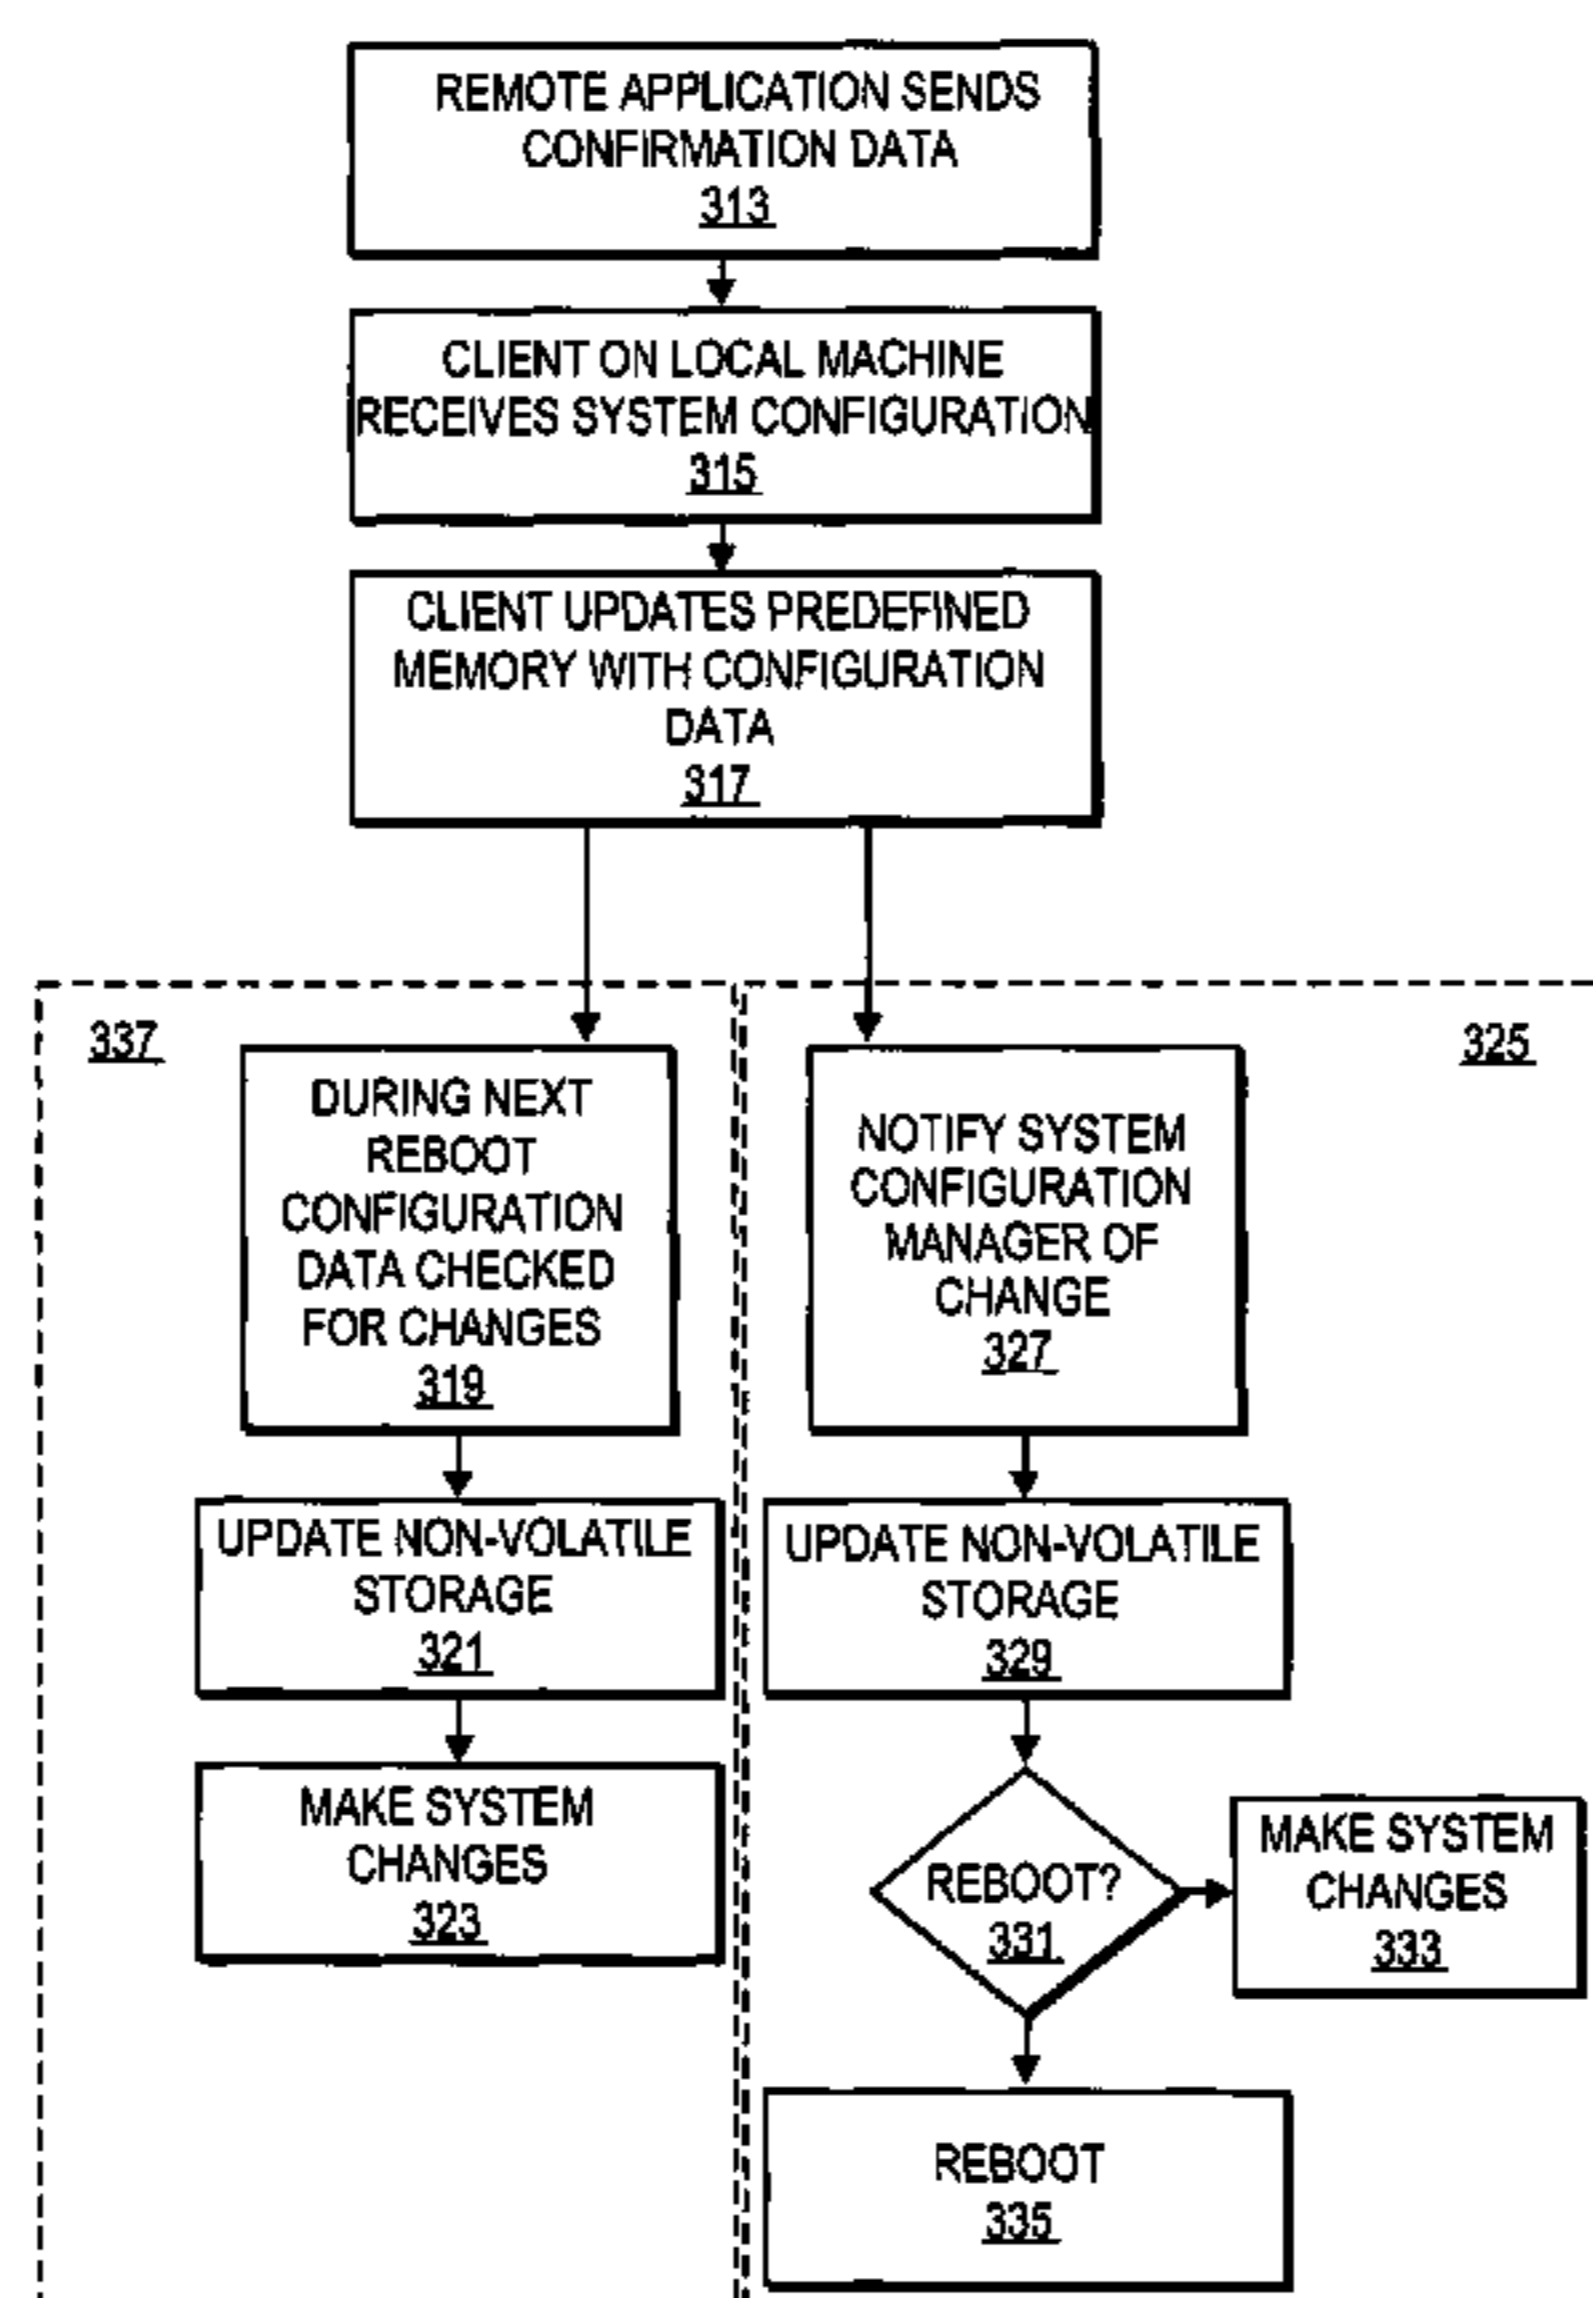 REMOTE APPLICATION SENDS
CONFIRMATION DATA
313
CLIENT ON LOCAL MACHINE
RECEIVES SYSTEM CONFIGURATION
315
CLIENT UPDATES PREDEFINED
MEMORY WITH CONFIGURATION
DATA
317
337
DURING NEXT
REBOOT
CONFIGURATION
DATA CHECKED
FOR CHANGES
319
UPDATE NON-VOLATILE
STORAGE
321
MAKE SYSTEM
CHANGES
323
325
NOTIFY SYSTEM
CONFIGURATION
MANAGER OF
CHANGE
327
UPDATE NON-VOLATILE
STORAGE
329
REBOOT?
331
MAKE SYSTEM
CHANGES
333
REBOOT
335